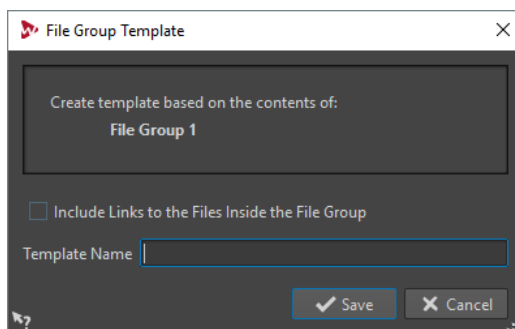 File Group Template
Create template based on the contents of:
File Group 1
Include Links to the Files Inside the File Group
Template Name
Save Cancel